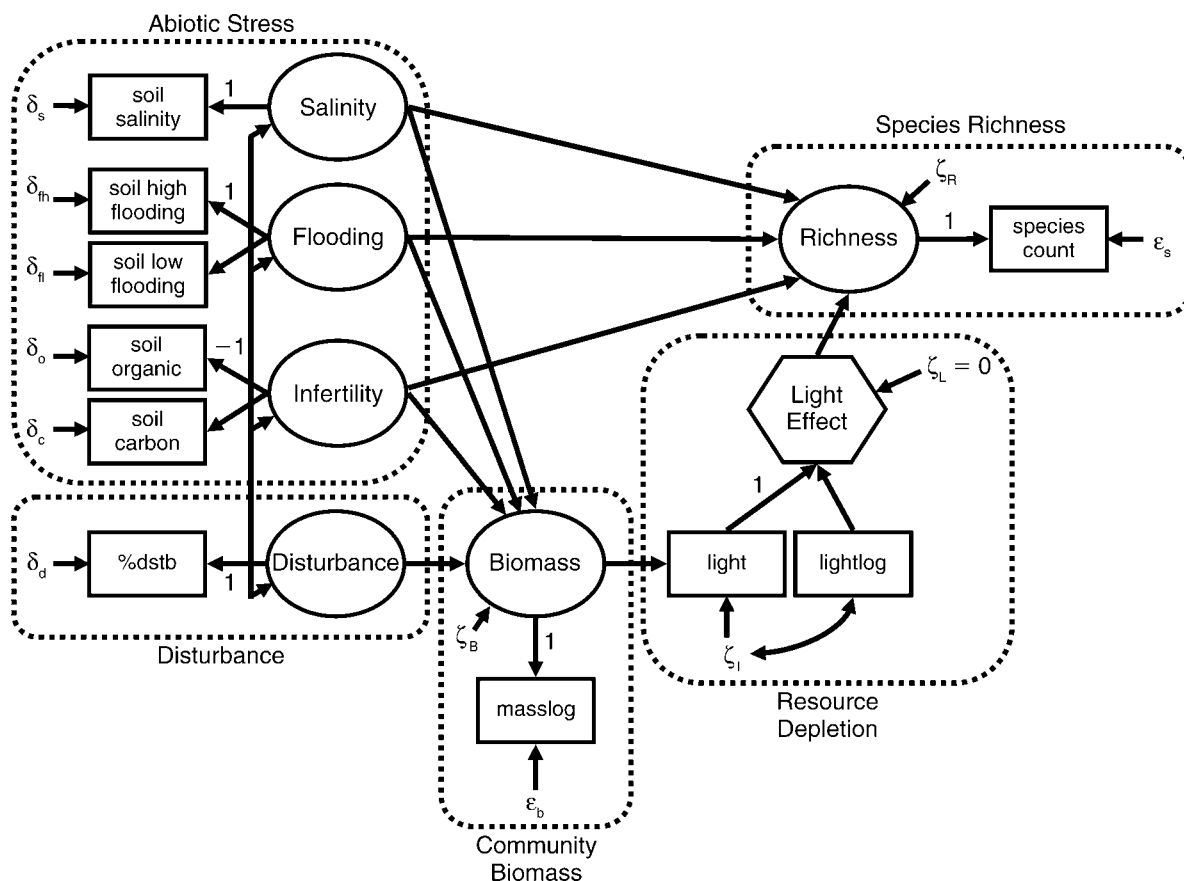 Abiotic Stress
δs
soil
salinity
1
Salinity
δfh
soil high
flooding
1
Flooding
δfl
soil low
flooding
δo
soil
organic
−1
Infertility
δc
soil
carbon
δd
%dstb
1
Disturbance
Disturbance
Biomass
ζB
1
masslog
εb
Community
Biomass
Species Richness
ζR
Richness
1
species
count
εs
Light
Effect
ζL = 0
1
light
lightlog
ζI
Resource
Depletion